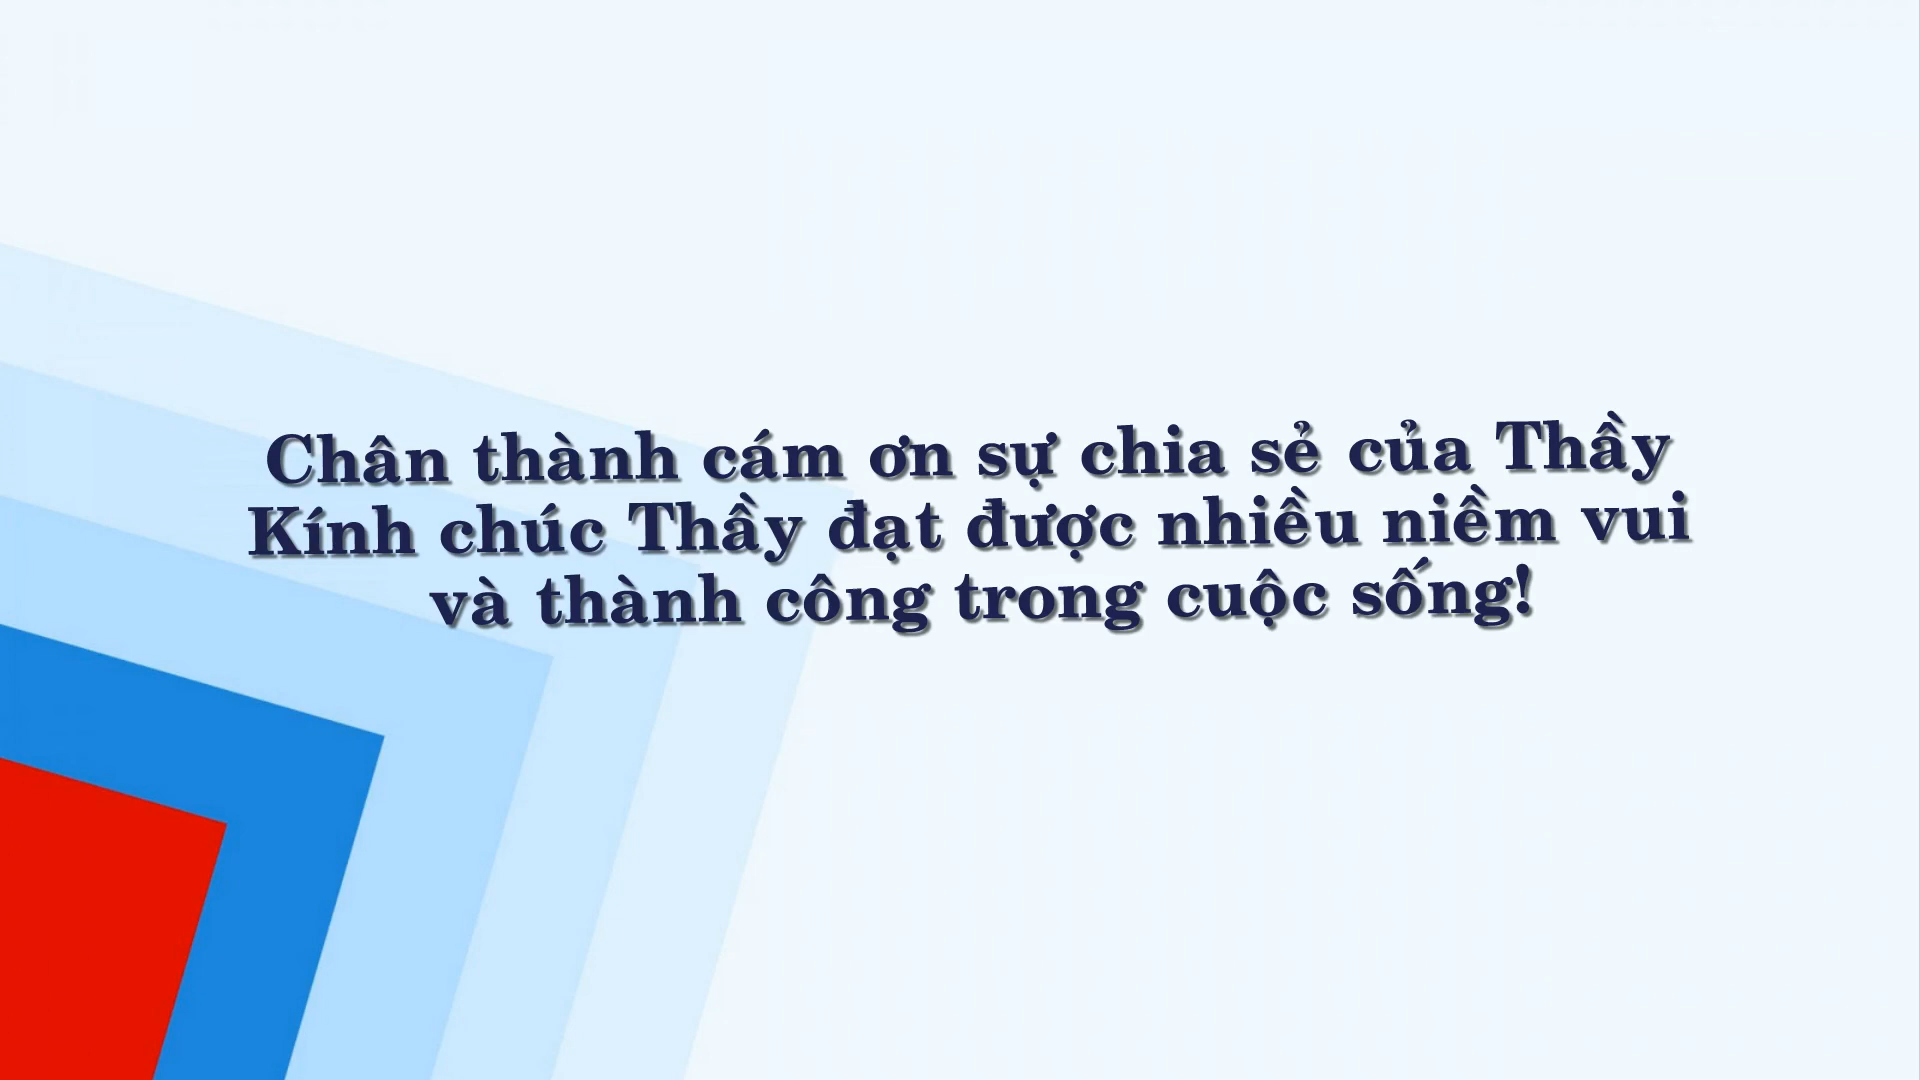 Chân thành cám ơn sự chia sẻ của Thầy
Kính chúc Thầy đạt được nhiều niềm vui
và thành công trong cuộc sống!